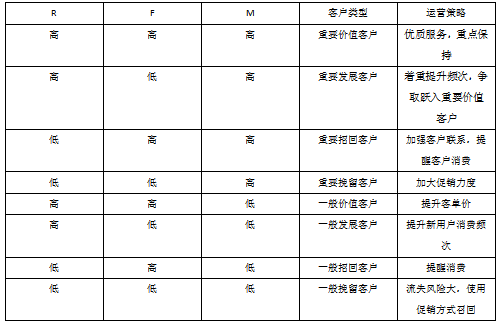 R F M 客户类型 运营策略
高 高 高 重要价值客户 优质服务，重点保
持
高 低 高 重要发展客户 着重提升频次，争
取跃入重要价值
客户
低 高 高 重要招回客户 加强客户联系，提
醒客户消费
低 低 高 重要挽留客户 加大促销力度
高 高 低 一般价值客户 提升客单价
高 低 低 一般发展客户 提升新用户消费频
次
低 高 低 一般招回客户 提醒消费
低 低 低 一般挽留客户 流失风险大，使用
促销方式召回